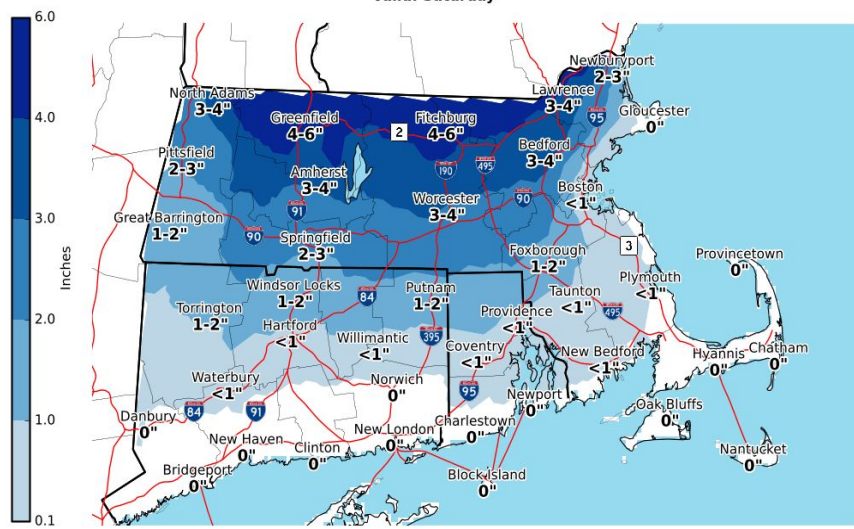 6.0
4.0
3.0
2.0
1.0
0.1
Inches
Newburyport
2-3"
North Adams
3-4"
Lawrence
3-4"
Greenfield
4-6"
Fitchburg
4-6"
Gloucester
0"
2
95
Bedford
3-4"
Pittsfield
2-3"
Amherst
3-4"
190
495
Boston
<1"
Worcester
3-4"
90
91
Great Barrington
1-2"
90
Springfield
2-3"
Foxborough
1-2"
3
Provincetown
0"
Plymouth
<1"
Windsor Locks
1-2"
84
Putnam
1-2"
Taunton
<1"
495
Torrington
1-2"
Hartford
<1"
Providence
<1"
Willimantic
<1"
395
Coventry
<1"
New Bedford
<1"
Hyannis
0"
Chatham
0"
Waterbury
<1"
Norwich
0"
95
Newport
0"
Danbury
0"
84
91
Oak Bluffs
0"
Charlestown
0"
New Haven
0"
Clinton
0"
New London
0"
Nantucket
0"
Bridgeport
0"
Block Island
0"